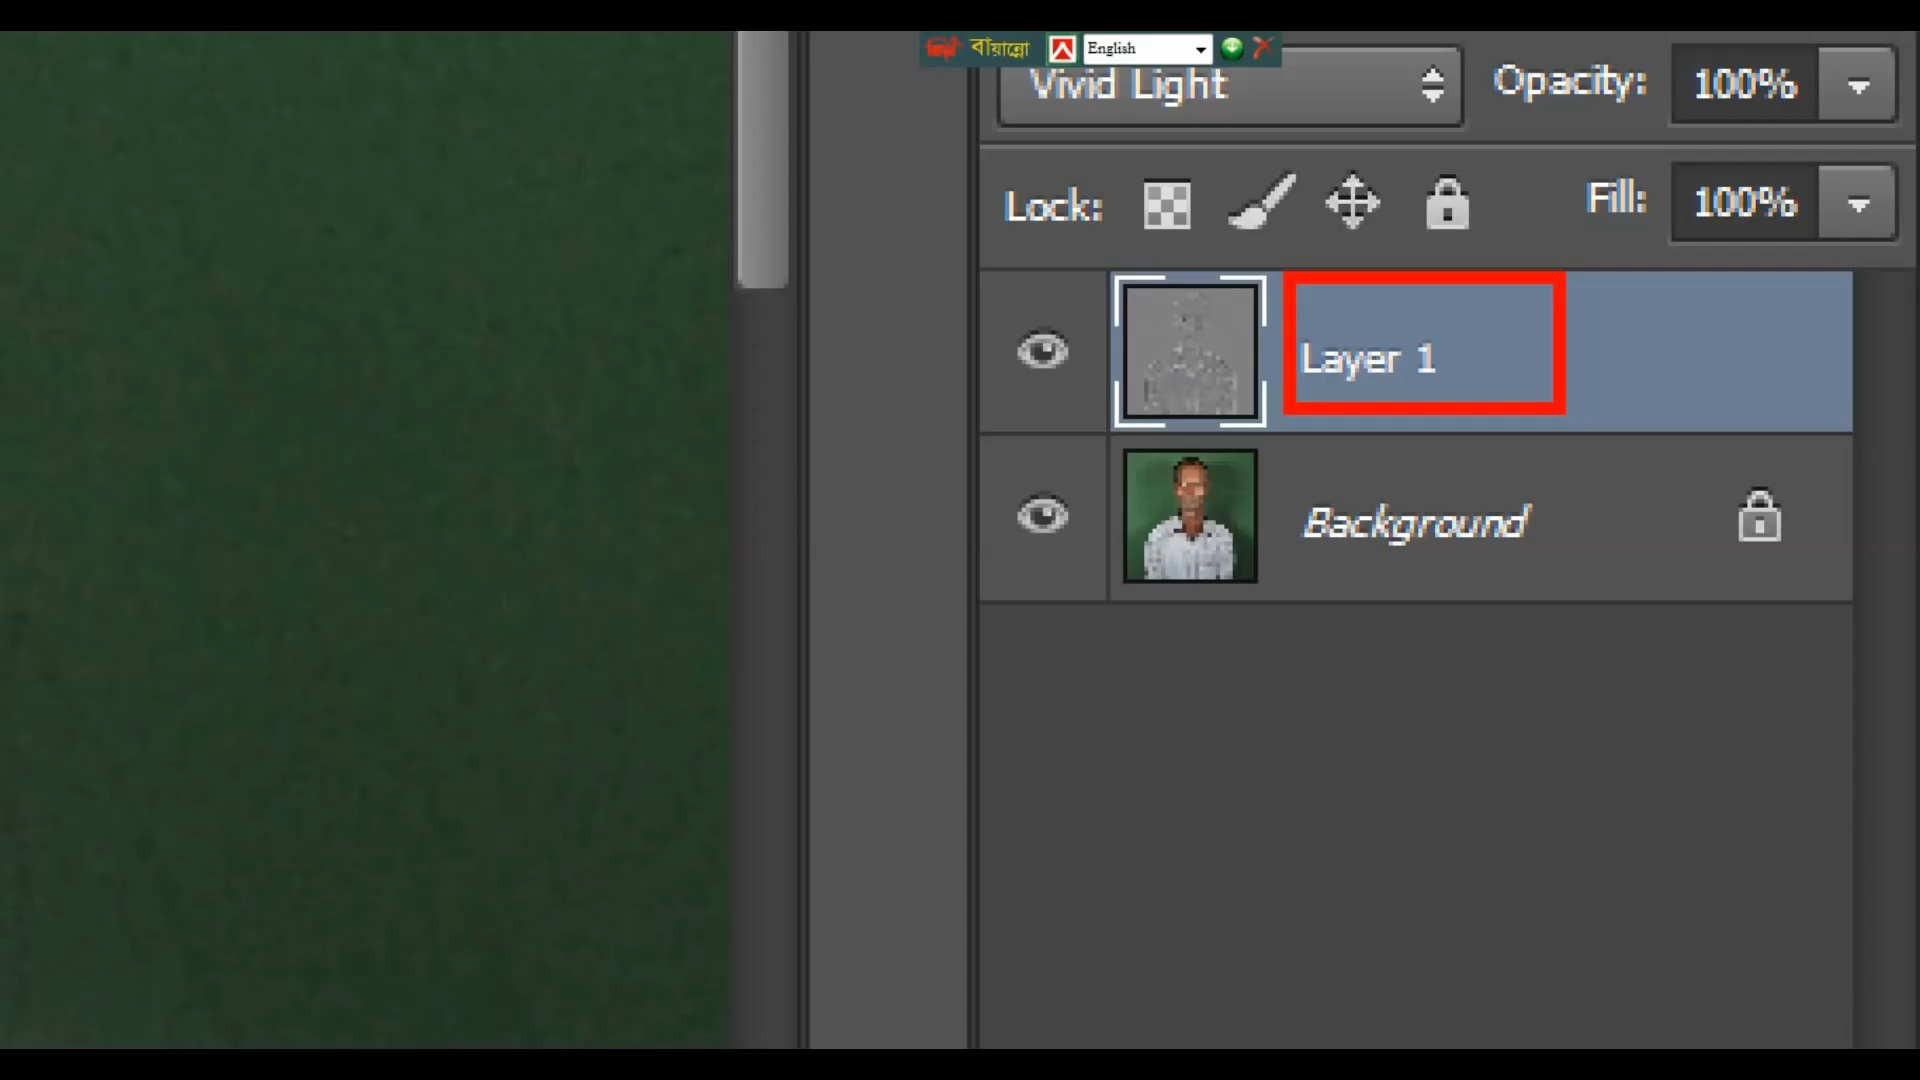 বায়ান্নো English
Vivid Light Opacity: 100%
Lock: Fill: 100%
Layer 1
Background